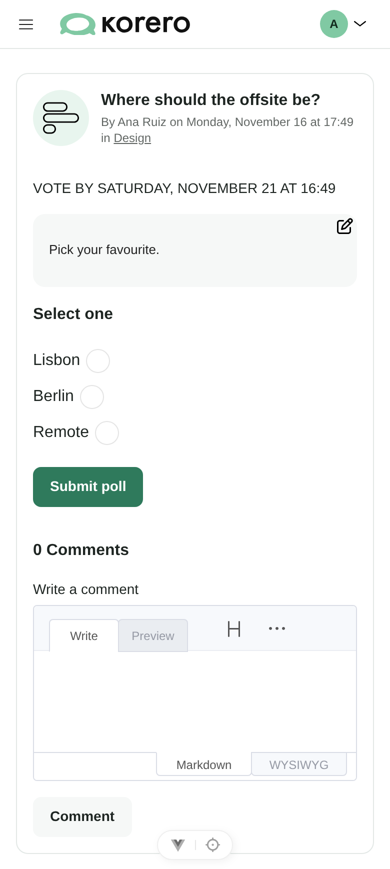 korero
A
Where should the offsite be?
By Ana Ruiz on Monday, November 16 at 17:49
in Design
VOTE BY SATURDAY, NOVEMBER 21 AT 16:49
Pick your favourite.
Select one
Lisbon
Berlin
Remote
Submit poll
0 Comments
Write a comment
Write Preview H
Markdown WYSIWYG
Comment